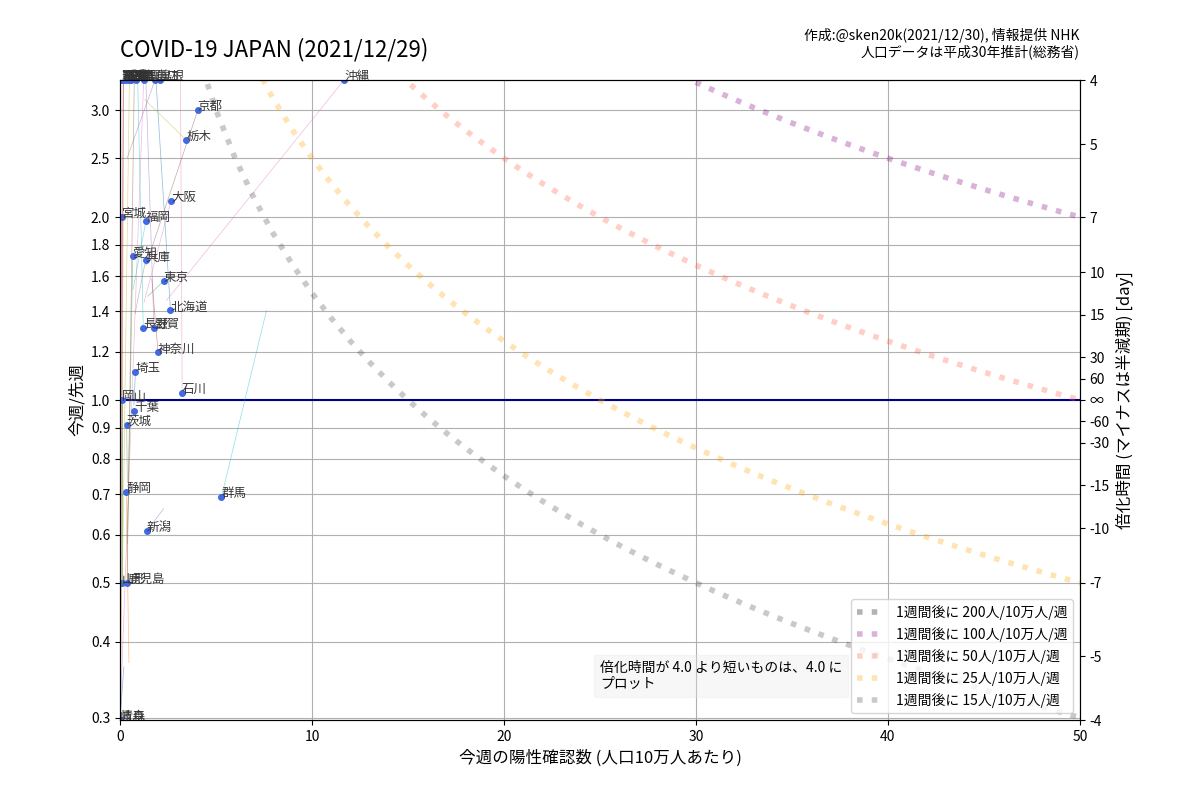 COVID-19 JAPAN (2021/12/29)
作成:@sken20k(2021/12/30), 情報提供 NHK
人口データは平成30年推計(総務省)
沖縄
京都
栃木
大阪
宮城
福岡
愛知
兵庫
東京
北海道
長野
滋賀
神奈川
埼玉
石川
岡山
千葉
茨城
静岡
群馬
新潟
山形
鹿児島
3.0
2.5
2.0
1.8
1.6
1.4
1.2
1.0
0.9
0.8
0.7
0.6
0.5
0.4
0.3
今週/先週
4
5
7
10
15
30
60
∞
-60
-30
-15
-10
-7
-5
-4
倍化時間 (マイナスは半減期) [day]
1週間後に 200人/10万人/週
1週間後に 100人/10万人/週
1週間後に 50人/10万人/週
1週間後に 25人/10万人/週
1週間後に 15人/10万人/週
倍化時間が 4.0 より短いものは、4.0 に
プロット
0
10
20
30
40
50
今週の陽性確認数 (人口10万人あたり)